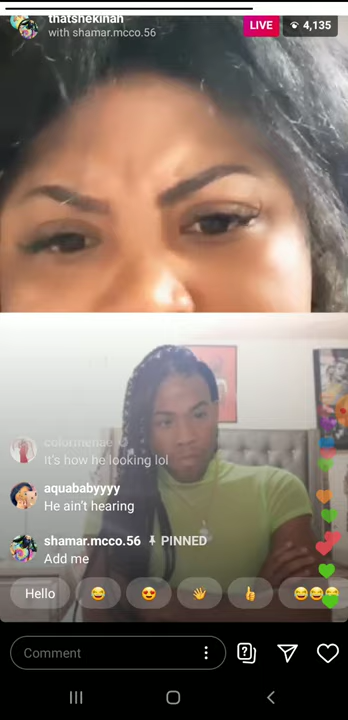 thatshekinah
with shamar.mcco.56
LIVE
4,135
colormenae
It's how he looking lol
aquababyyyy
He ain't hearing
shamar.mcco.56 PINNED
Add me
Hello
Comment